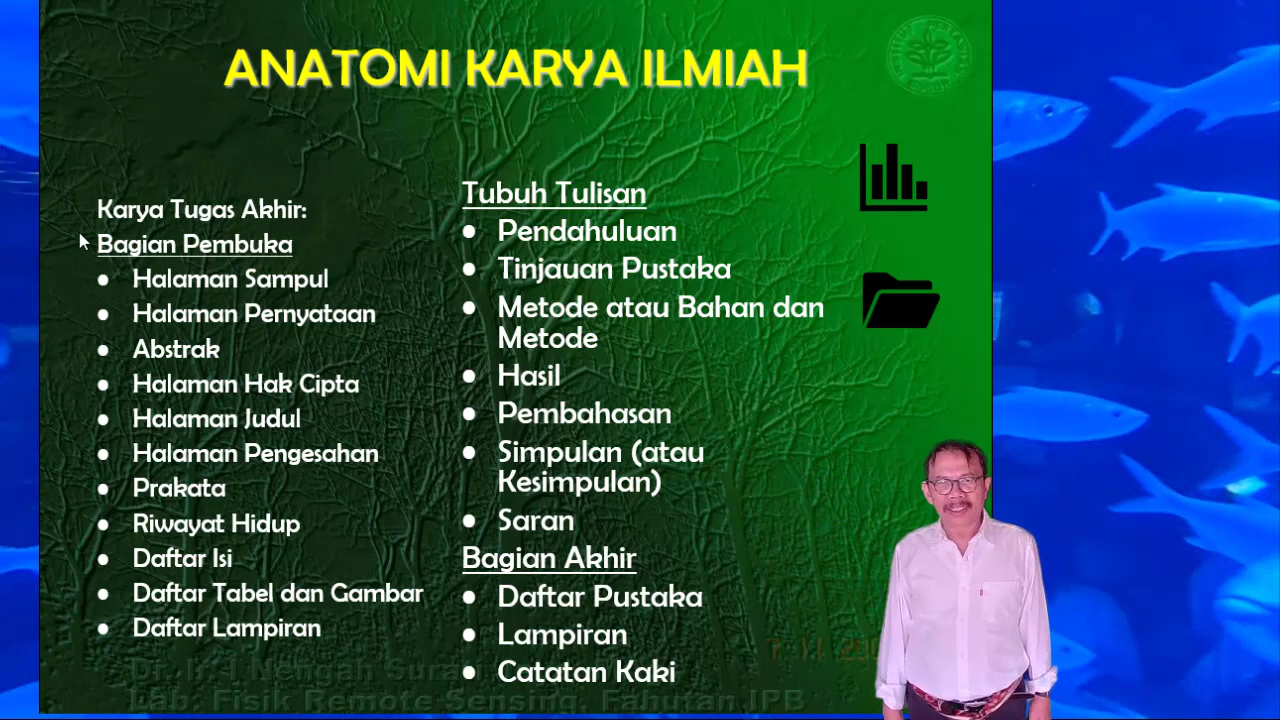 ANATOMI KARYA ILMIAH
Karya Tugas Akhir:
Bagian Pembuka
• Halaman Sampul
• Halaman Pernyataan
• Abstrak
• Halaman Hak Cipta
• Halaman Judul
• Halaman Pengesahan
• Prakata
• Riwayat Hidup
• Daftar Isi
• Daftar Tabel dan Gambar
• Daftar Lampiran
Tubuh Tulisan
• Pendahuluan
• Tinjauan Pustaka
• Metode atau Bahan dan
Metode
• Hasil
• Pembahasan
• Simpulan (atau
Kesimpulan)
• Saran
Bagian Akhir
• Daftar Pustaka
• Lampiran
• Catatan Kaki
Lab. Fisik Remote Sensing- Fahutan IPB